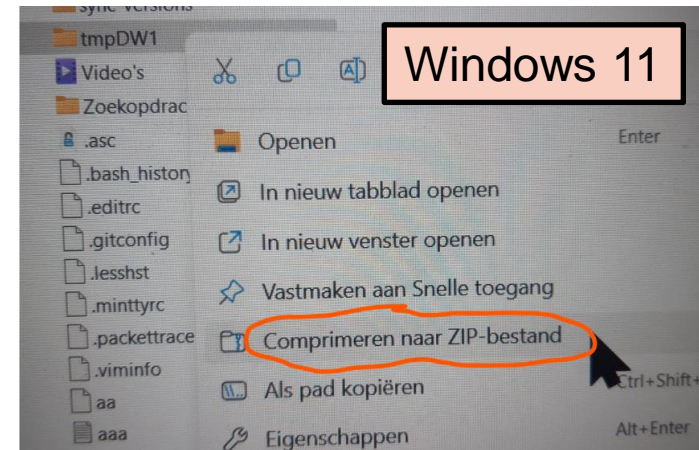 sync versions
tmpDW1
Windows 11
Video's
Zoekopdrac
.asc
Openen
Enter
.bash_history
In nieuw tabblad openen
.editrc
.gitconfig
In nieuw venster openen
.lesshst
Vastmaken aan Snelle toegang
.minttyrc
.packettrace
Comprimeren naar ZIP-bestand
.viminfo
Ctrl+Shift+
aa
Als pad kopiëren
aaa
Eigenschappen
Alt+Enter